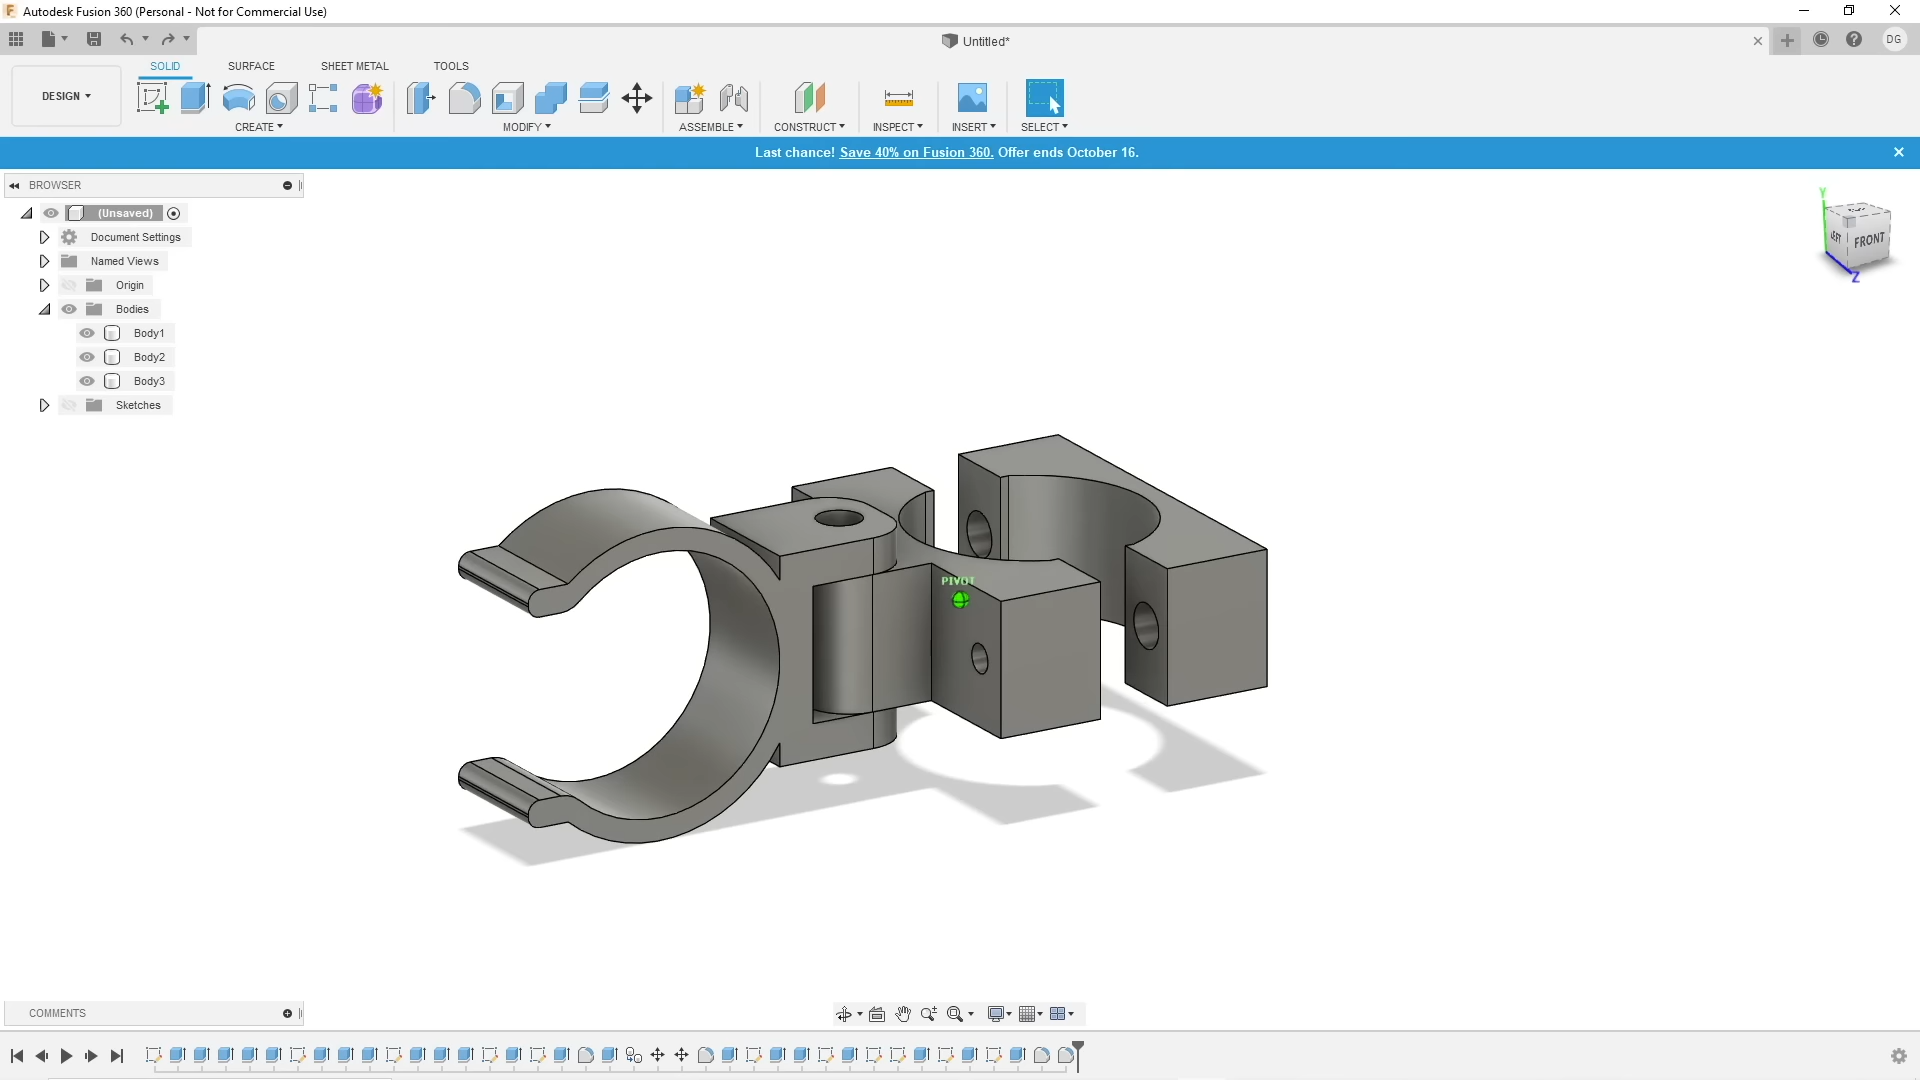 Autodesk Fusion 360 (Personal - Not for Commercial Use)
Untitled*
DG
DESIGN
SOLID
SURFACE
SHEET METAL
TOOLS
CREATE
MODIFY
ASSEMBLE
CONSTRUCT
INSPECT
INSERT
SELECT
Last chance! Save 40% on Fusion 360. Offer ends October 16.
BROWSER
(Unsaved)
Document Settings
Named Views
Origin
Bodies
Body1
Body2
Body3
Sketches
Y
LEFT
FRONT
Z
PIVOT
COMMENTS